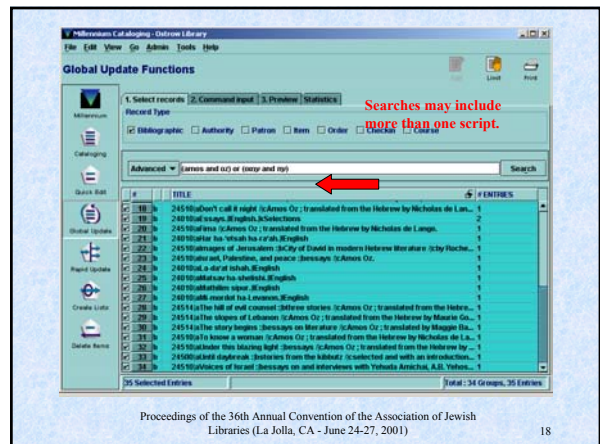 Millennium Cataloging - Ostrow Library
File Edit View Go Admin Tools Help
Global Update Functions
Edit Limit Print
1. Select records 2. Command input 3. Preview Statistics
Searches may include
more than one script.
Record Type
Bibliographic Authority Patron Item Order Checkin Course
Advanced (amos and oz) or and Search
# TITLE # ENTRIES
18 b 24510|aDon't call it night /|cAmos Oz ; translated from the Hebrew by Nicholas de Lan... 1
19 b 24010|aEssays.|lEnglish.|kSelections 2
20 b 24510|aFima /|cAmos Oz ; translated from the Hebrew by Nicholas de Lange. 1
21 b 24010|aHar ha-'etsah ha-ra'ah.|lEnglish 1
22 b 24510|aImages of Jerusalem :|bCity of David in modern Hebrew literature /|cby Roche... 1
23 b 24510|aIsrael, Palestine, and peace :|bessays /|cAmos Oz. 1
24 b 24010|aLa-da'at ishah.|lEnglish 1
25 b 24010|aMatsav ha-shelishi.|lEnglish 1
26 b 24010|aMathilim sipur.|lEnglish 1
27 b 24010|aMi-mordot ha-Levanon.|lEnglish 1
28 b 24514|aThe hill of evil counsel :|bthree stories /|cAmos Oz ; translated from the Hebre... 1
29 b 24514|aThe slopes of Lebanon /|cAmos Oz ; translated from the Hebrew by Maurie Go... 1
30 b 24514|aThe story begins :|bessays on literature /|cAmos Oz ; translated by Maggie Ba... 1
31 b 24510|aTo know a woman /|cAmos Oz ; translated from the Hebrew by Nicholas de La... 1
32 b 24510|aUnder this blazing light :|bessays /|cAmos Oz ; translated from the Hebrew by ... 1
33 b 24500|aUntil daybreak :|bstories from the kibbutz /|cselected and with an introduction... 1
34 b 24510|aVoices of Israel :|bessays on and interviews with Yehuda Amichai, A.B. Yehos... 1
Millennium
Cataloging
Quick Edit
Global Update
Rapid Update
Create Lists
Delete Items
35 Selected Entries Total : 34 Groups, 35 Entries
Proceedings of the 36th Annual Convention of the Association of Jewish
Libraries (La Jolla, CA - June 24-27, 2001) 18